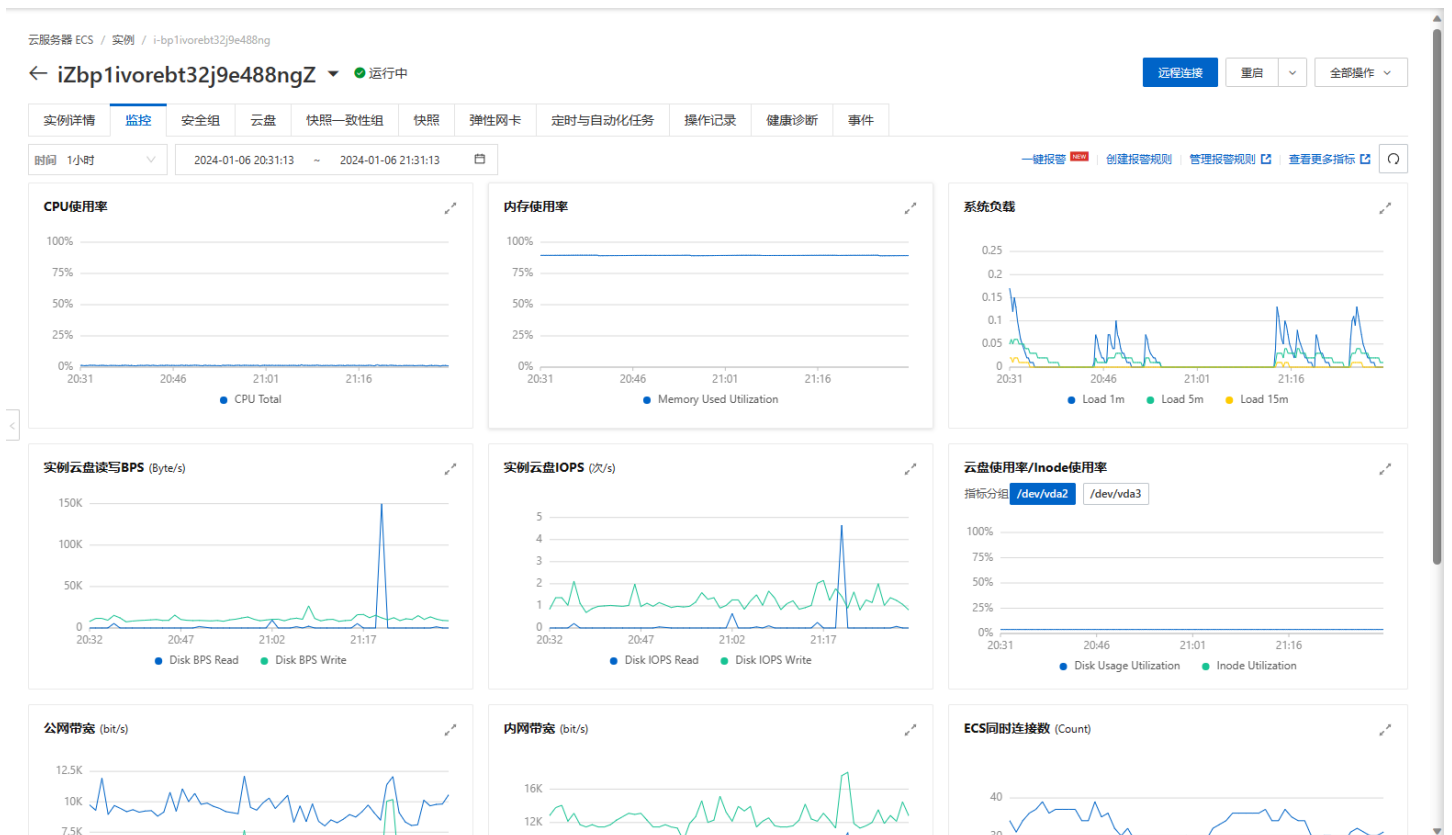 云服务器 ECS / 实例 / i-bp1ivorebt32j9e488ng
iZbp1ivorebt32j9e488ngZ 运行中
远程连接 重启 全部操作
实例详情 监控 安全组 云盘 快照一致性组 快照 弹性网卡 定时与自动化任务 操作记录 健康诊断 事件
时间 1小时 2024-01-06 20:31:13 ~ 2024-01-06 21:31:13 一键报警 NEW 创建报警规则 管理报警规则 查看更多指标
CPU使用率
100%
75%
50%
25%
0%
20:31 20:46 21:01 21:16
CPU Total
内存使用率
100%
75%
50%
25%
0%
20:31 20:46 21:01 21:16
Memory Used Utilization
系统负载
0.25
0.2
0.15
0.1
0.05
0
20:31 20:46 21:01 21:16
Load 1m Load 5m Load 15m
实例云盘读写BPS (Byte/s)
150K
100K
50K
0
20:32 20:47 21:02 21:17
Disk BPS Read Disk BPS Write
实例云盘IOPS (次/s)
5
4
3
2
1
0
20:32 20:47 21:02 21:17
Disk IOPS Read Disk IOPS Write
云盘使用率/Inode使用率
指标分组 /dev/vda2 /dev/vda3
100%
75%
50%
25%
0%
20:31 20:46 21:01 21:16
Disk Usage Utilization Inode Utilization
公网带宽 (bit/s)
12.5K
10K
7.5K
内网带宽 (bit/s)
16K
12K
ECS同时连接数 (Count)
40
30